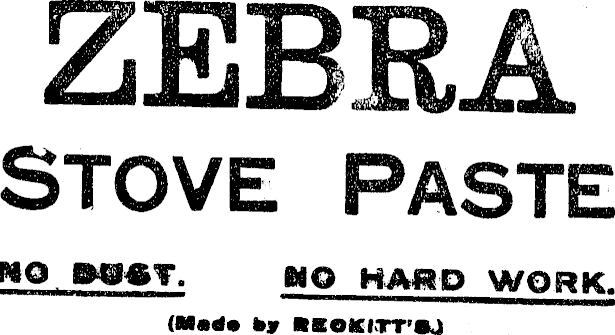 ZEBRA
STOVE PASTE
NO DUST. NO HARD WORK.
(Made by RECKITT'S.)